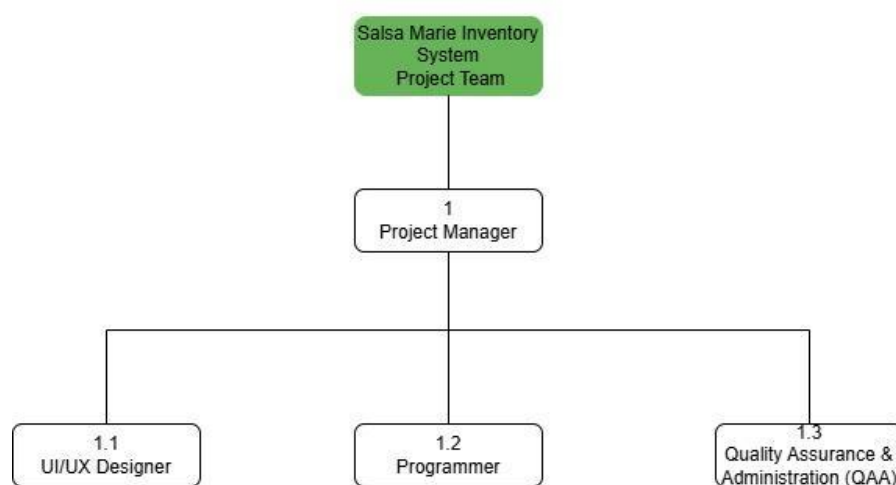 Salsa Marie Inventory
System
Project Team
1
Project Manager
1.1
UI/UX Designer
1.2
Programmer
1.3
Quality Assurance &
Administration (QAA)